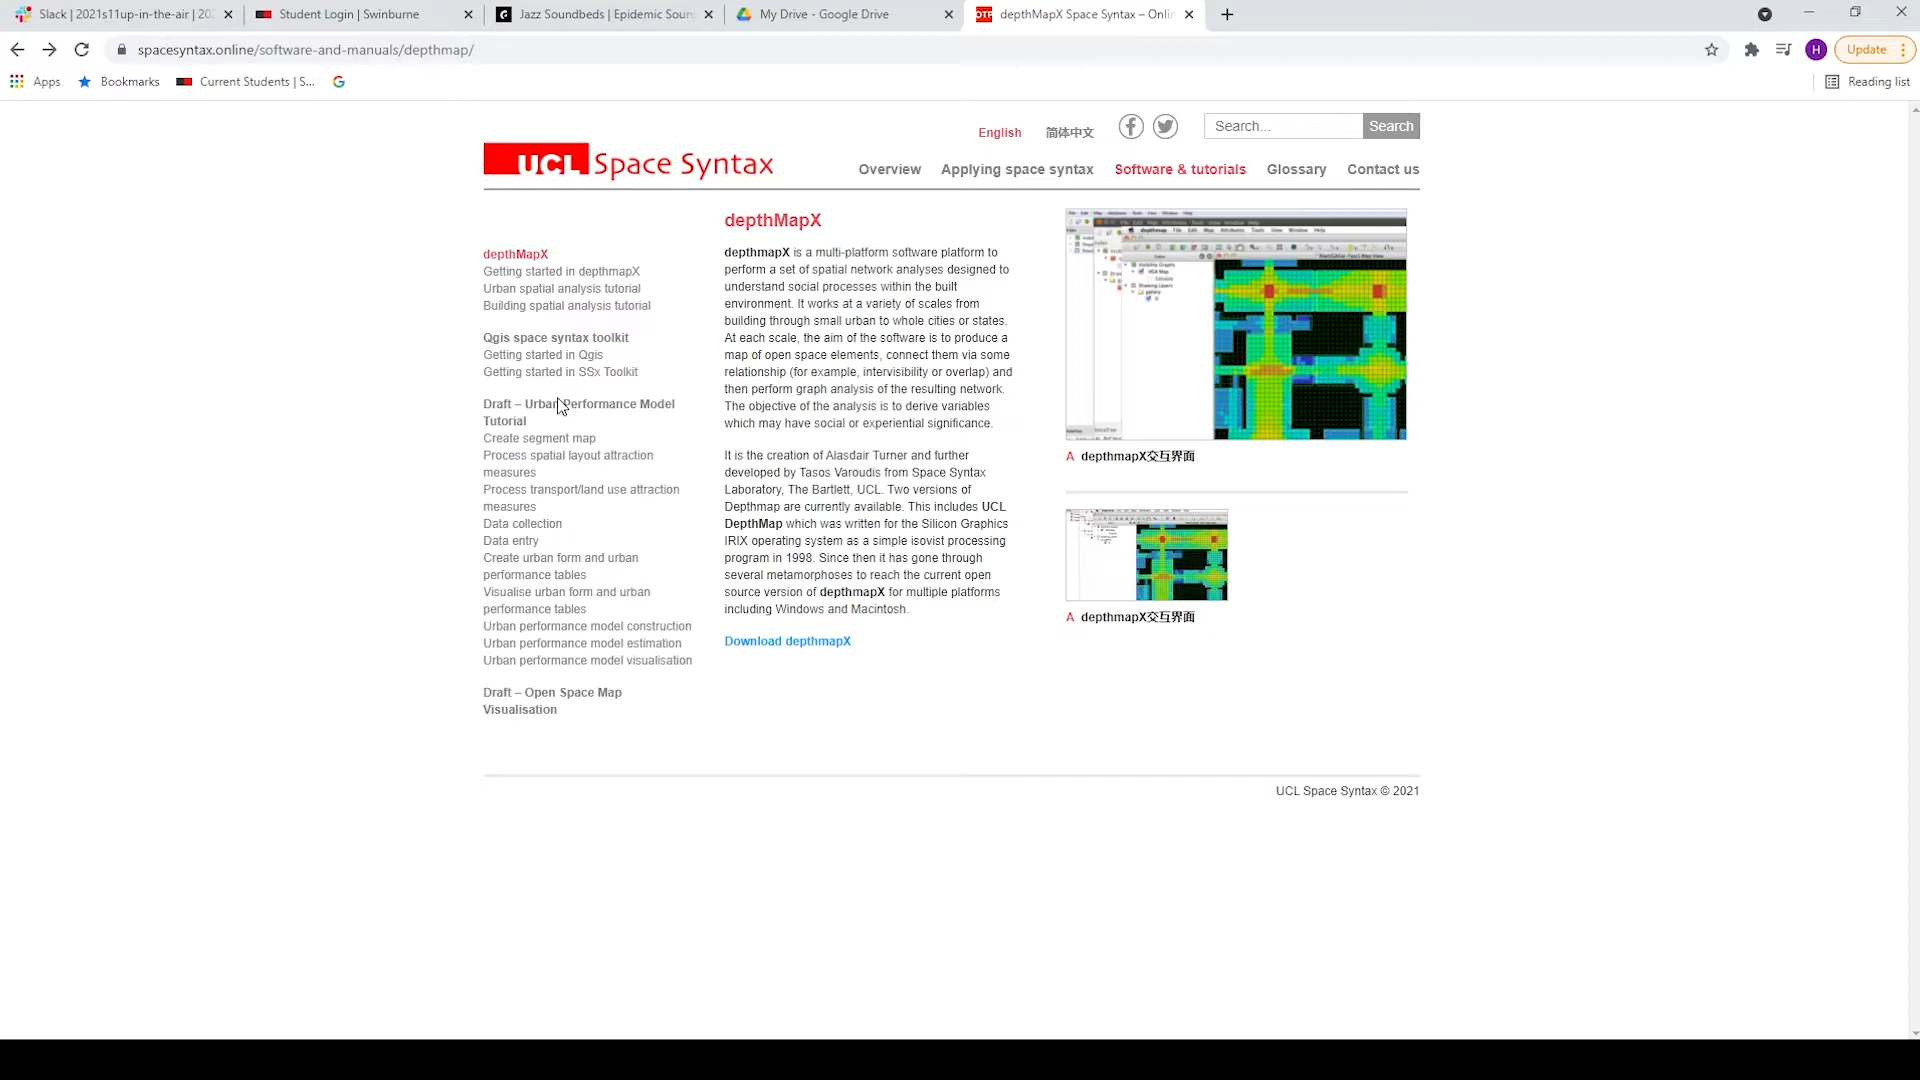 Slack | 2021s11up-in-the-air | 20
Student Login | Swinburne
Jazz Soundbeds | Epidemic Soun
My Drive - Google Drive
depthMapX Space Syntax – Onli
spacesyntax.online/software-and-manuals/depthmap/
H
Update
Apps
Bookmarks
Current Students | S...
Reading list
English
简体中文
Search...
Search
UCL Space Syntax
Overview
Applying space syntax
Software & tutorials
Glossary
Contact us
depthMapX
Getting started in depthmapX
Urban spatial analysis tutorial
Building spatial analysis tutorial
Qgis space syntax toolkit
Getting started in Qgis
Getting started in SSx Toolkit
Draft – Urban Performance Model
Tutorial
Create segment map
Process spatial layout attraction
measures
Process transport/land use attraction
measures
Data collection
Data entry
Create urban form and urban
performance tables
Visualise urban form and urban
performance tables
Urban performance model construction
Urban performance model estimation
Urban performance model visualisation
Draft – Open Space Map
Visualisation
depthMapX
depthmapX is a multi-platform software platform to
perform a set of spatial network analyses designed to
understand social processes within the built
environment. It works at a variety of scales from
building through small urban to whole cities or states.
At each scale, the aim of the software is to produce a
map of open space elements, connect them via some
relationship (for example, intervisibility or overlap) and
then perform graph analysis of the resulting network.
The objective of the analysis is to derive variables
which may have social or experiential significance.
It is the creation of Alasdair Turner and further
developed by Tasos Varoudis from Space Syntax
Laboratory, The Bartlett, UCL. Two versions of
Depthmap are currently available. This includes UCL
DepthMap which was written for the Silicon Graphics
IRIX operating system as a simple isovist processing
program in 1998. Since then it has gone through
several metamorphoses to reach the current open
source version of depthmapX for multiple platforms
including Windows and Macintosh.
Download depthmapX
A depthmapX交互界面
A depthmapX交互界面
UCL Space Syntax © 2021